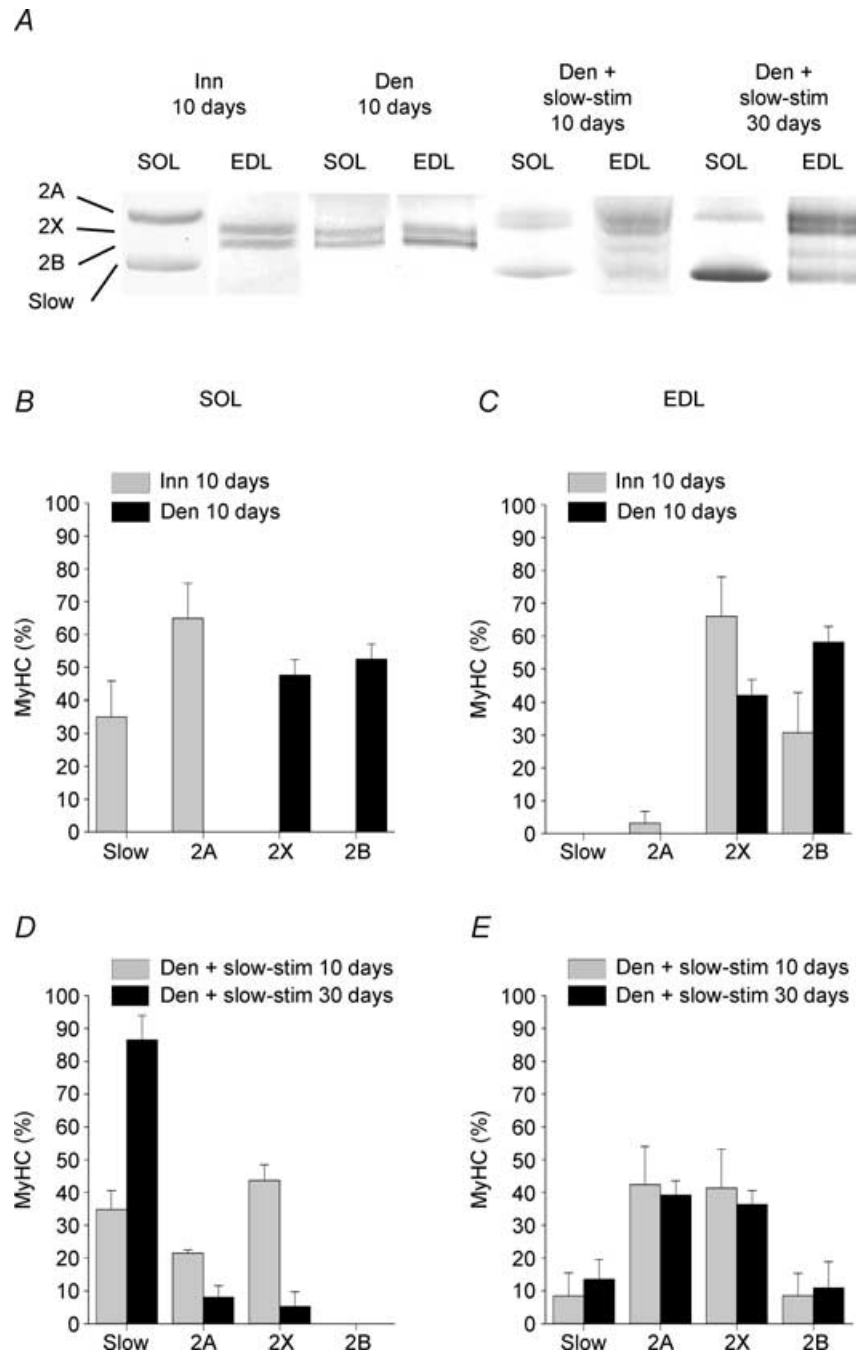 A
Inn
10 days
Den
10 days
Den +
slow-stim
10 days
Den +
slow-stim
30 days
SOL EDL SOL EDL SOL EDL SOL EDL
2A
2X
2B
Slow
B SOL
Inn 10 days
Den 10 days
MyHC (%)
100
90
80
70
60
50
40
30
20
10
0
Slow 2A 2X 2B
C EDL
Inn 10 days
Den 10 days
MyHC (%)
100
90
80
70
60
50
40
30
20
10
0
Slow 2A 2X 2B
D
Den + slow-stim 10 days
Den + slow-stim 30 days
MyHC (%)
100
90
80
70
60
50
40
30
20
10
0
Slow 2A 2X 2B
E
Den + slow-stim 10 days
Den + slow-stim 30 days
MyHC (%)
100
90
80
70
60
50
40
30
20
10
0
Slow 2A 2X 2B